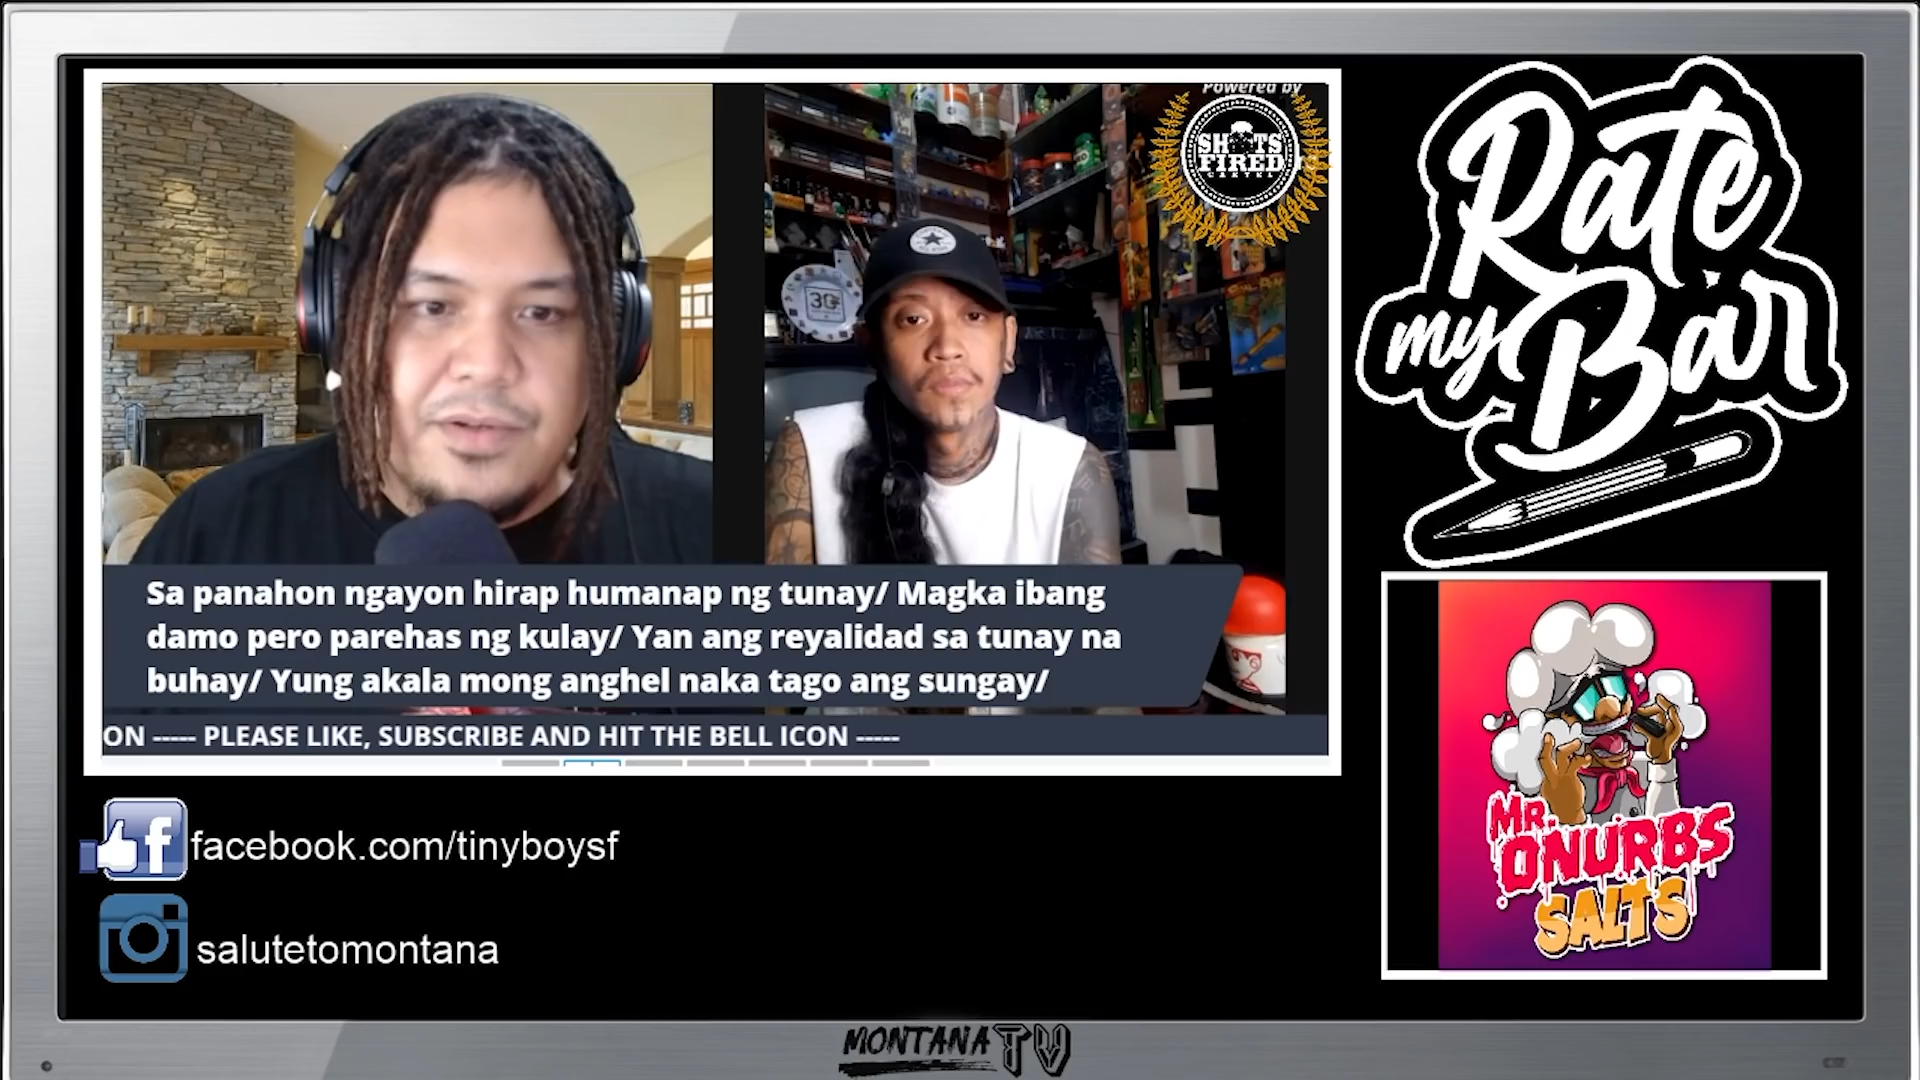 Powered by
SHOTS
FIRED
CARTEL
Rate
my
Bar
30
Sa panahon ngayon hirap humanap ng tunay/ Magka ibang
damo pero parehas ng kulay/ Yan ang reyalidad sa tunay na
buhay/ Yung akala mong anghel naka tago ang sungay/
ON ----- PLEASE LIKE, SUBSCRIBE AND HIT THE BELL ICON -----
MR.
ONURBS
SALTS
f
facebook.com/tinyboysf
salutetomontana
MONTANA TV